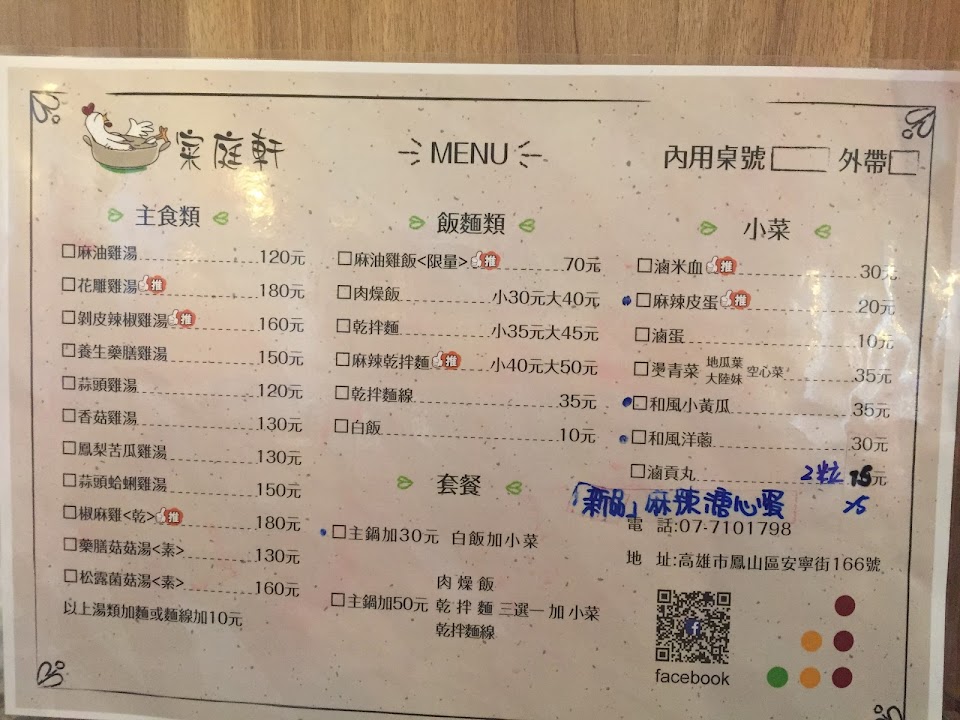 窯庭軒
MENU
內用桌號 外帶
主食類
麻油雞湯 120元
花雕雞湯 推 180元
剝皮辣椒雞湯 推 160元
養生藥膳雞湯 150元
蒜頭雞湯 120元
香菇雞湯 130元
鳳梨苦瓜雞湯 130元
蒜頭蛤蜊雞湯 150元
椒麻雞<乾> 推 180元
藥膳菇菇湯<素> 130元
松露菌菇湯<素> 160元
以上湯類加麵或麵線加10元
飯麵類
麻油雞飯<限量> 推 70元
肉燥飯 小30元大40元
乾拌麵 小35元大45元
麻辣乾拌麵 推 小40元大50元
乾拌麵線 35元
白飯 10元
套餐
主鍋加30元 白飯加小菜
肉燥飯
主鍋加50元 乾拌麵 三選一 加 小菜
乾拌麵線
小菜
滷米血 推 30元
麻辣皮蛋 推 20元
滷蛋 10元
燙青菜 地瓜葉 大陸妹 空心菜 35元
和風小黃瓜 35元
和風洋蔥 30元
滷貢丸 2粒 15元
「新品」麻辣溏心蛋
電 話:07-7101798
地 址:高雄市鳳山區安寧街166號
facebook